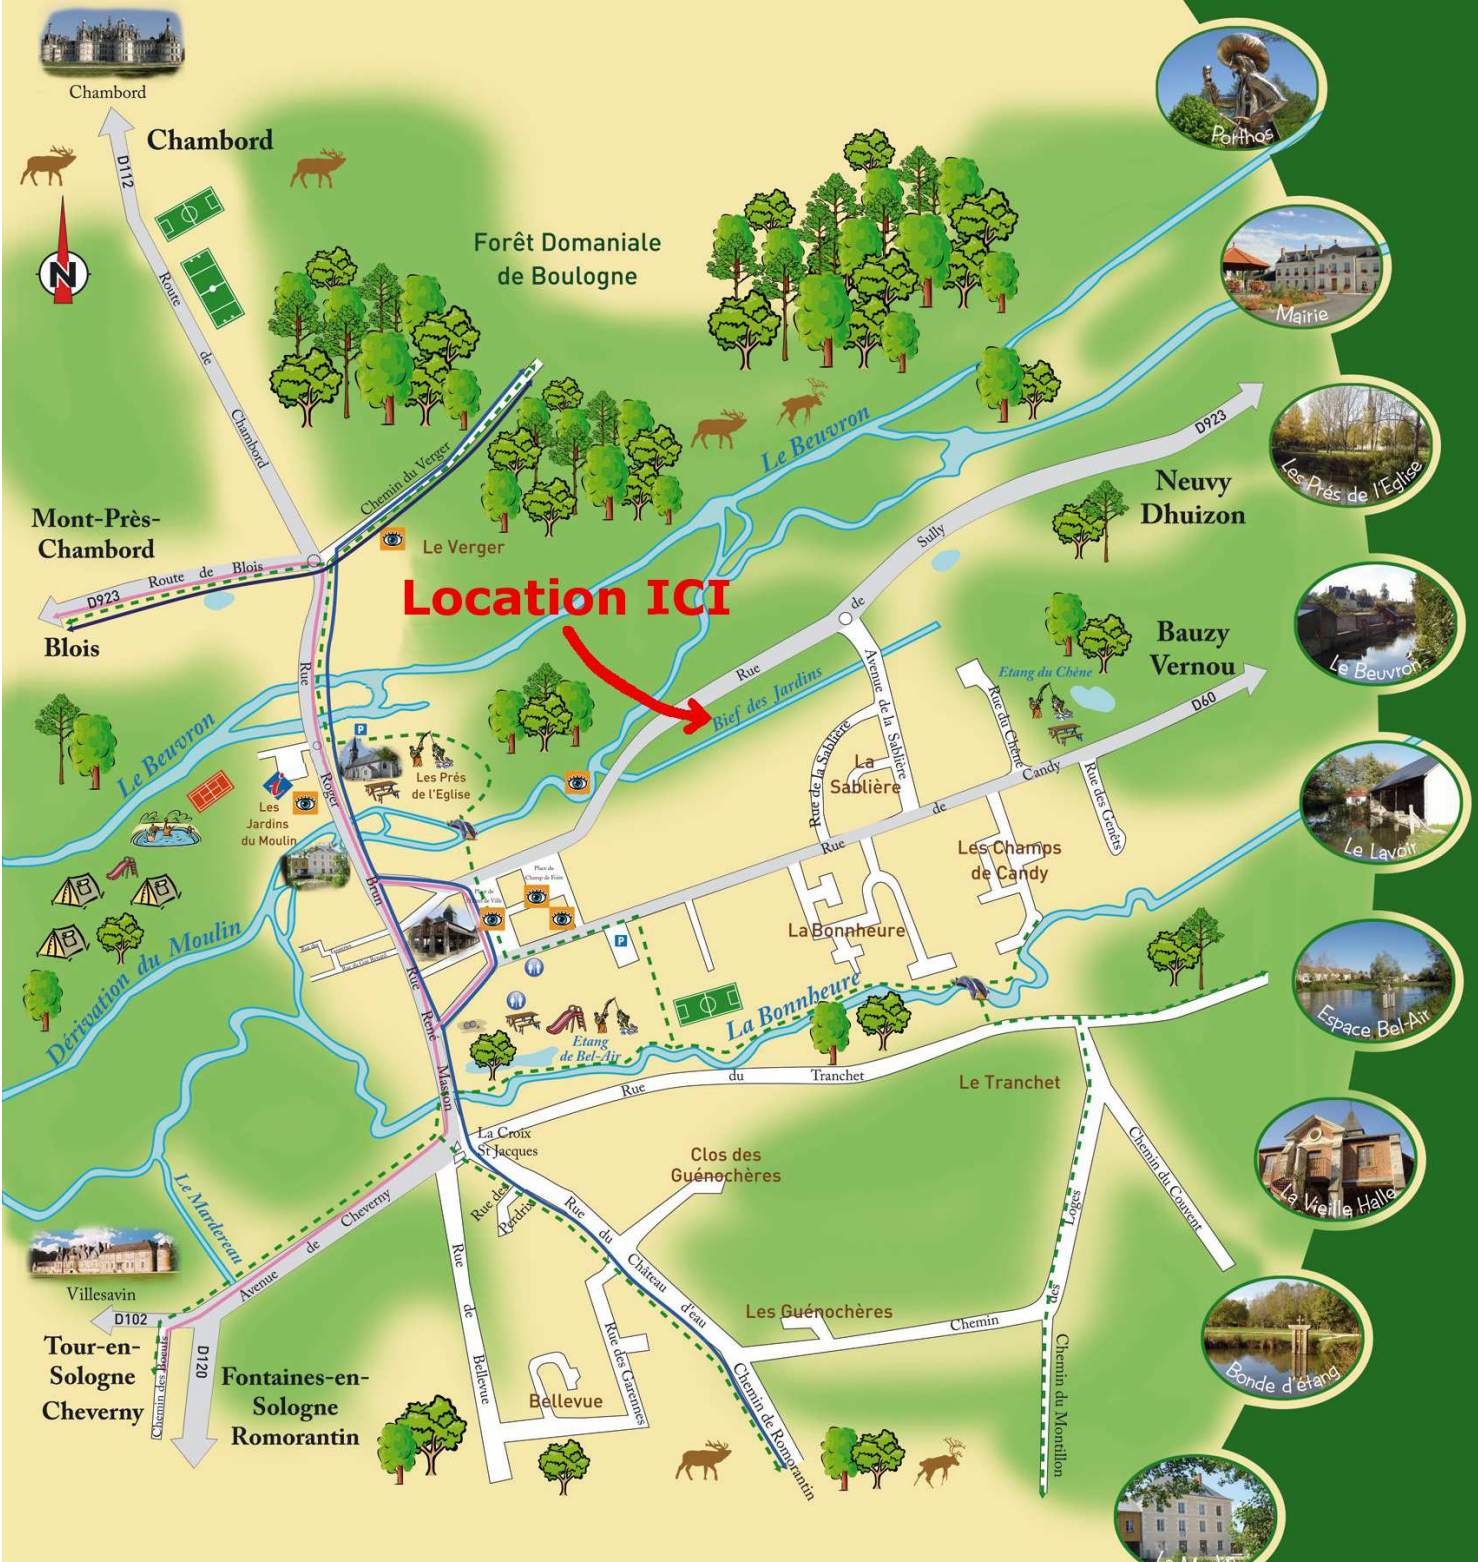 Chambord
Chambord
D112
N
Route
de
Chambord
Forêt Domaniale
de Boulogne
Porthos
Mairie
Les Prés de l'Eglise
Le Beuvron
Le Lavoir
Espace Bel-Air
La Vieille Halle
Bonde d'étang
Chemin du Verger
Le Beuvron
D923
Neuvy
Dhuizon
Sully
de
Rue
Mont-Près-
Chambord
Route de Blois
D923
Blois
Le Verger
Location ICI
Bauzy
Vernou
D60
Etang du Chêne
Rue du Chêne
Avenue de la Sablière
Bief des Jardins
Rue de la Sablière
La
Sablière
Candy
de
Rue
Rue des Genêts
Les Champs
de Candy
La Bonnheure
Rue
Roger
Brun
Le Beuvron
P
Les Prés
de l'Eglise
i
Les
Jardins
du Moulin
Place du
Champ de Foire
P
Dérivation du Moulin
Rue
René
Masson
La Bonnheure
Etang
de Bel-Air
Rue
du
Tranchet
Le Tranchet
La Croix
St Jacques
Clos des
Guénochères
Rue des
Perdrix
Rue
du
Château
d'eau
Chemin du Couvent
Chemin
des
Loges
Les Guénochères
Le Mardereau
Avenue
de
Cheverny
Villesavin
D102
Tour-en-
Sologne
Cheverny
Chemin des Boeufs
D120
Fontaines-en-
Sologne
Romorantin
Rue
de
Bellevue
Bellevue
Rue des Garennes
Chemin de Romorantin
Chemin du Montillon